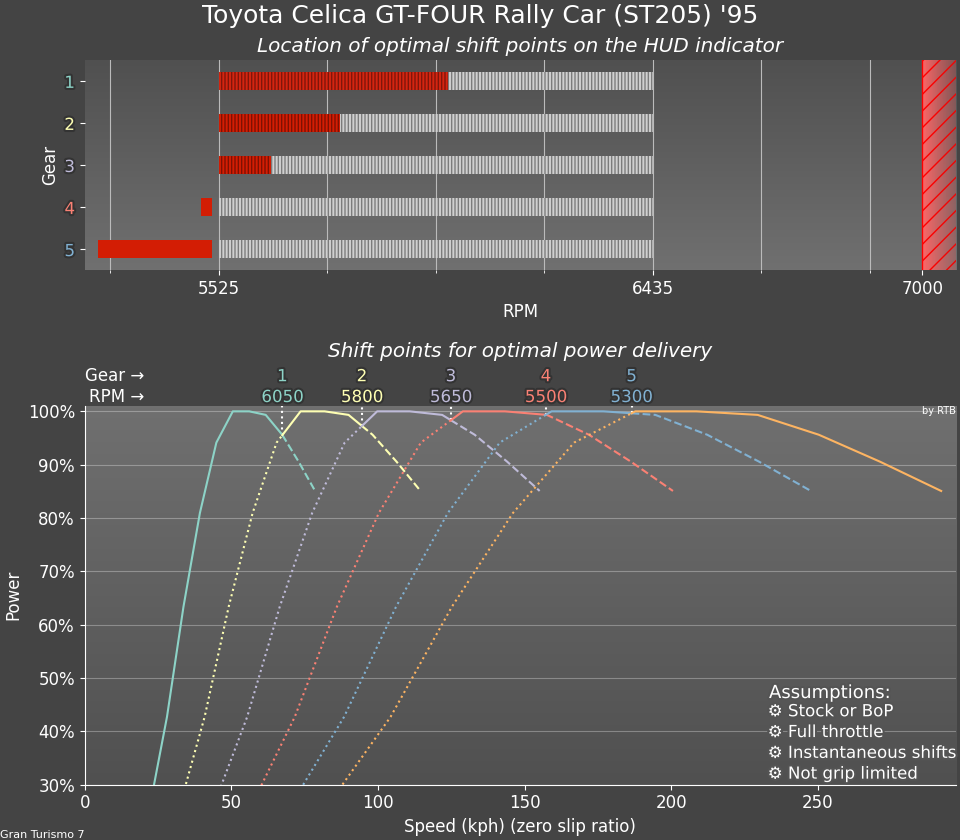 Toyota Celica GT-FOUR Rally Car (ST205) '95
Location of optimal shift points on the HUD indicator
Gear
1
2
3
4
5
5525 6435 7000
RPM
Shift points for optimal power delivery
Gear → 1 2 3 4 5
RPM → 6050 5800 5650 5500 5300
by RTB
Power
100%
90%
80%
70%
60%
50%
40%
30%
Assumptions:
⚙ Stock or BoP
⚙ Full throttle
⚙ Instantaneous shifts
⚙ Not grip limited
0 50 100 150 200 250
Speed (kph) (zero slip ratio)
Gran Turismo 7